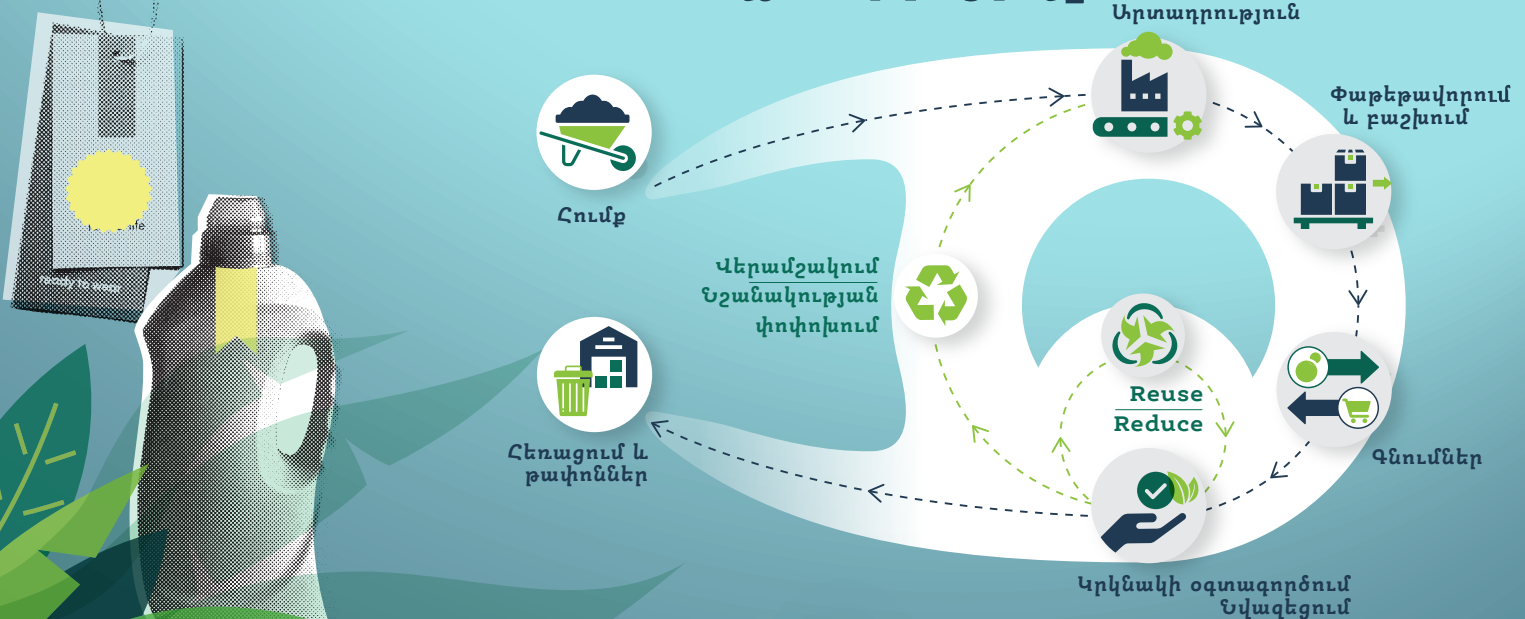 Արտադրություն
Փաթեթավորում
և բաշխում
Հումք
Վերամշակում
Նշանակության
փոփոխում
Reuse
Reduce
Հեռացում և
թափոններ
Գնումներ
Կրկնակի օգտագործում
Նվազեցում
life
ready to wear